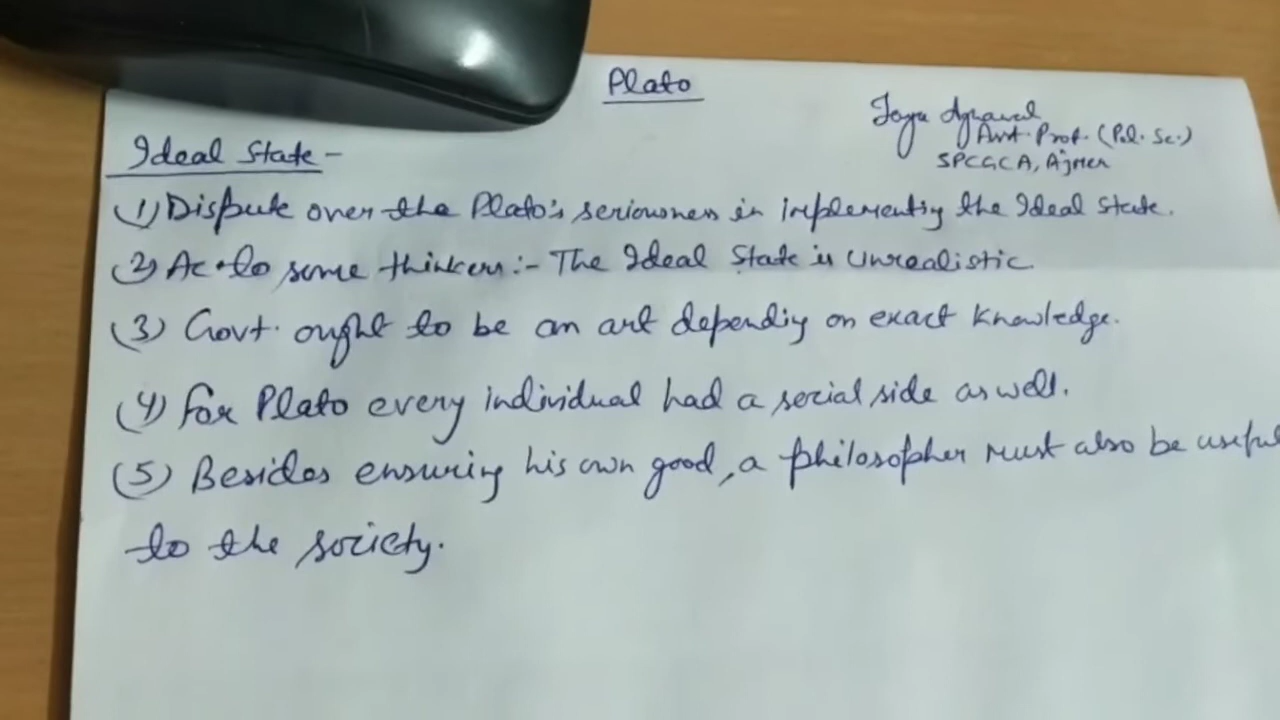 Plato
Jaya Agrawal
Asst. Prof. (Pol. Sc.)
SPCGCA, Ajmer
Ideal State -
(1) Dispute over the Plato's seriousness in implementing the Ideal State.
(2) Ac. to some thinkers:- The Ideal State is Unrealistic
(3) Govt. ought to be an art depending on exact knowledge.
(4) For Plato every individual had a social side as well.
(5) Besides ensuring his own good, a philosopher must also be useful
to the society.